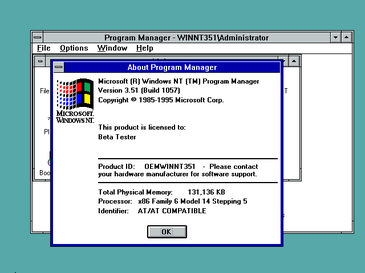 Program Manager - WINNT351\Administrator
File Options Window Help
About Program Manager
Microsoft (R) Windows NT (TM) Program Manager
Version 3.51 (Build 1057)
Copyright © 1985-1995 Microsoft Corp.
MICROSOFT.
WINDOWS NT.
This product is licensed to:
Beta Tester
Product ID: OEMWINNT351 - Please contact
your hardware manufacturer for software support.
Total Physical Memory: 131,136 KB
Processor: x86 Family 6 Model 14 Stepping 5
Identifier: AT/AT COMPATIBLE
OK